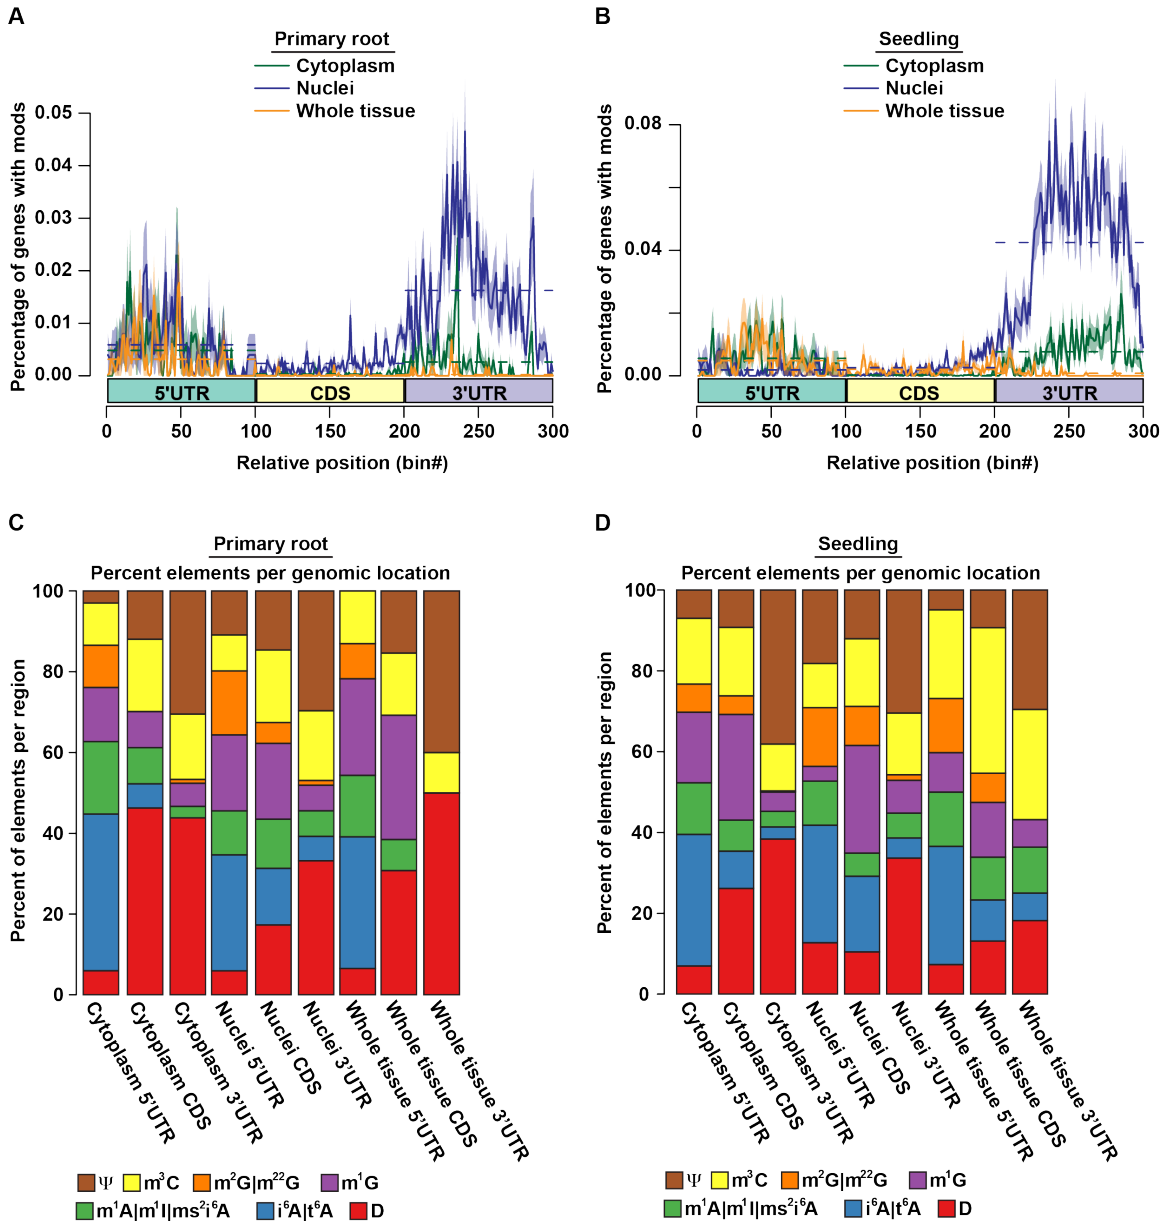 A
Primary root
Cytoplasm
Nuclei
Whole tissue
Percentage of genes with mods
0.05
0.04
0.03
0.02
0.01
0.00
5'UTR CDS 3'UTR
0 50 100 150 200 250 300
Relative position (bin#)
B
Seedling
Cytoplasm
Nuclei
Whole tissue
Percentage of genes with mods
0.08
0.04
0.00
5'UTR CDS 3'UTR
0 50 100 150 200 250 300
Relative position (bin#)
C
Primary root
Percent elements per genomic location
Percent of elements per region
100
80
60
40
20
0
Cytoplasm 5'UTR
Cytoplasm CDS
Cytoplasm 3'UTR
Nuclei 5'UTR
Nuclei CDS
Nuclei 3'UTR
Whole tissue 5'UTR
Whole tissue CDS
Whole tissue 3'UTR
Ψ m³C m²G|m²²G m¹G
m¹A|m¹I|ms²i⁶A i⁶A|t⁶A D
D
Seedling
Percent elements per genomic location
Percent of elements per region
100
80
60
40
20
0
Cytoplasm 5'UTR
Cytoplasm CDS
Cytoplasm 3'UTR
Nuclei 5'UTR
Nuclei CDS
Nuclei 3'UTR
Whole tissue 5'UTR
Whole tissue CDS
Whole tissue 3'UTR
Ψ m³C m²G|m²²G m¹G
m¹A|m¹I|ms²i⁶A i⁶A|t⁶A D